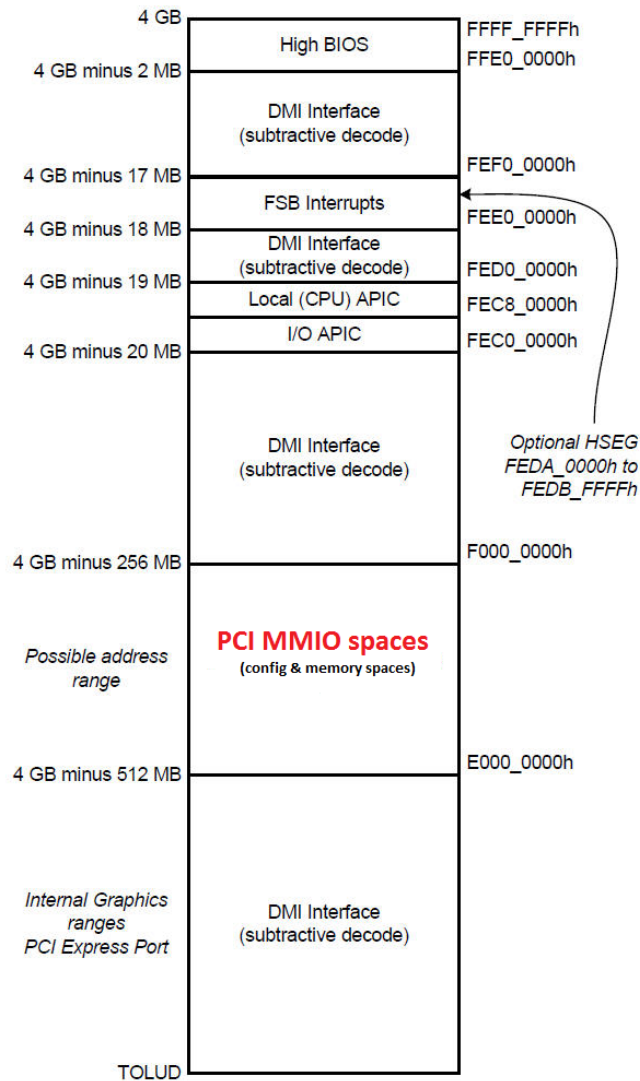 4 GB
FFFF_FFFFh
High BIOS
FFE0_0000h
4 GB minus 2 MB
DMI Interface
(subtractive decode)
FEF0_0000h
4 GB minus 17 MB
FSB Interrupts
FEE0_0000h
4 GB minus 18 MB
DMI Interface
(subtractive decode)
FED0_0000h
4 GB minus 19 MB
Local (CPU) APIC
FEC8_0000h
I/O APIC
FEC0_0000h
4 GB minus 20 MB
Optional HSEG
FEDA_0000h to
FEDB_FFFFh
DMI Interface
(subtractive decode)
F000_0000h
4 GB minus 256 MB
PCI MMIO spaces
(config & memory spaces)
Possible address
range
E000_0000h
4 GB minus 512 MB
Internal Graphics
ranges
PCI Express Port
DMI Interface
(subtractive decode)
TOLUD